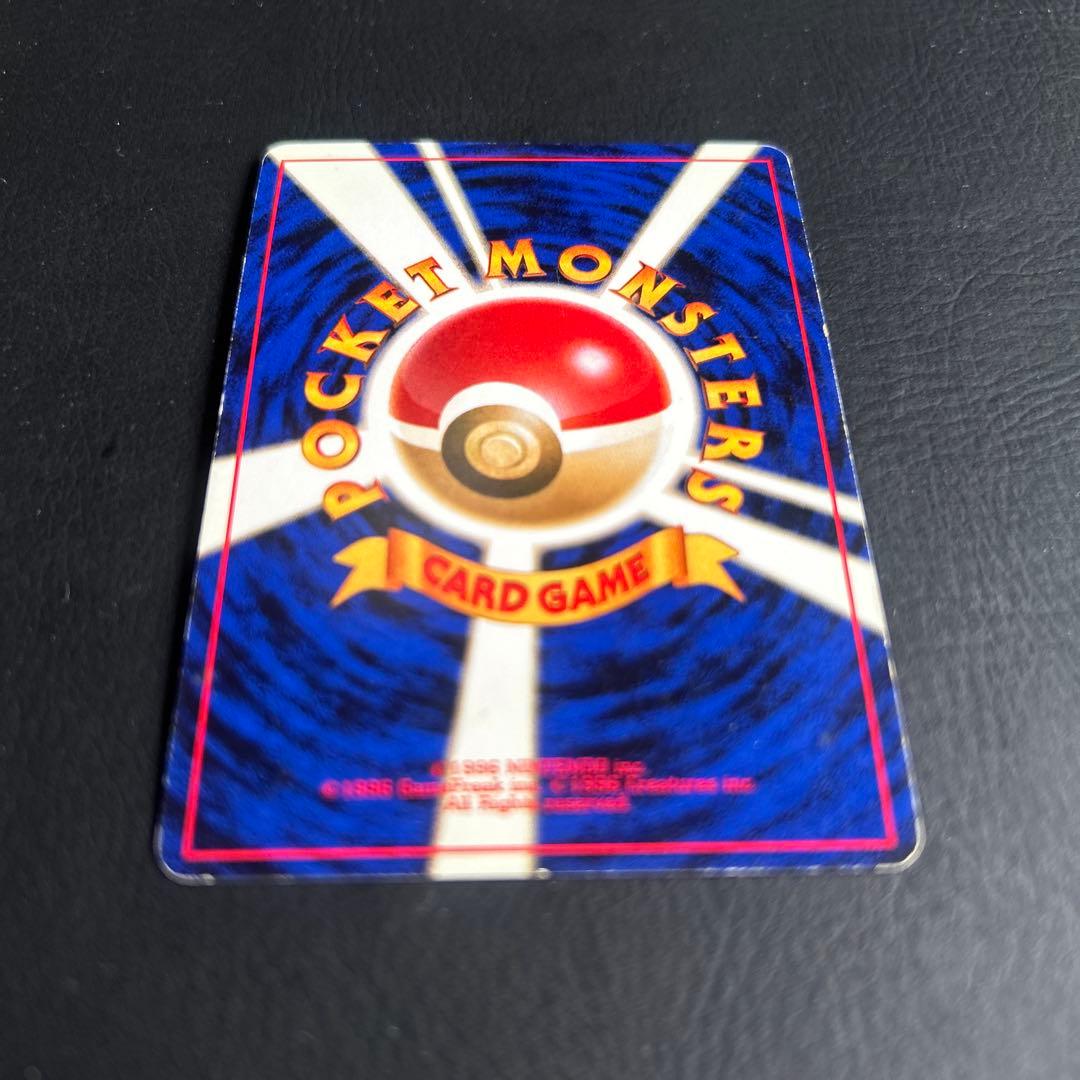 POCKET MONSTERS
CARD GAME
©1996 NINTENDO inc.
©1996 GameFreak inc. ©1996 Creatures inc.
All Rights reserved.